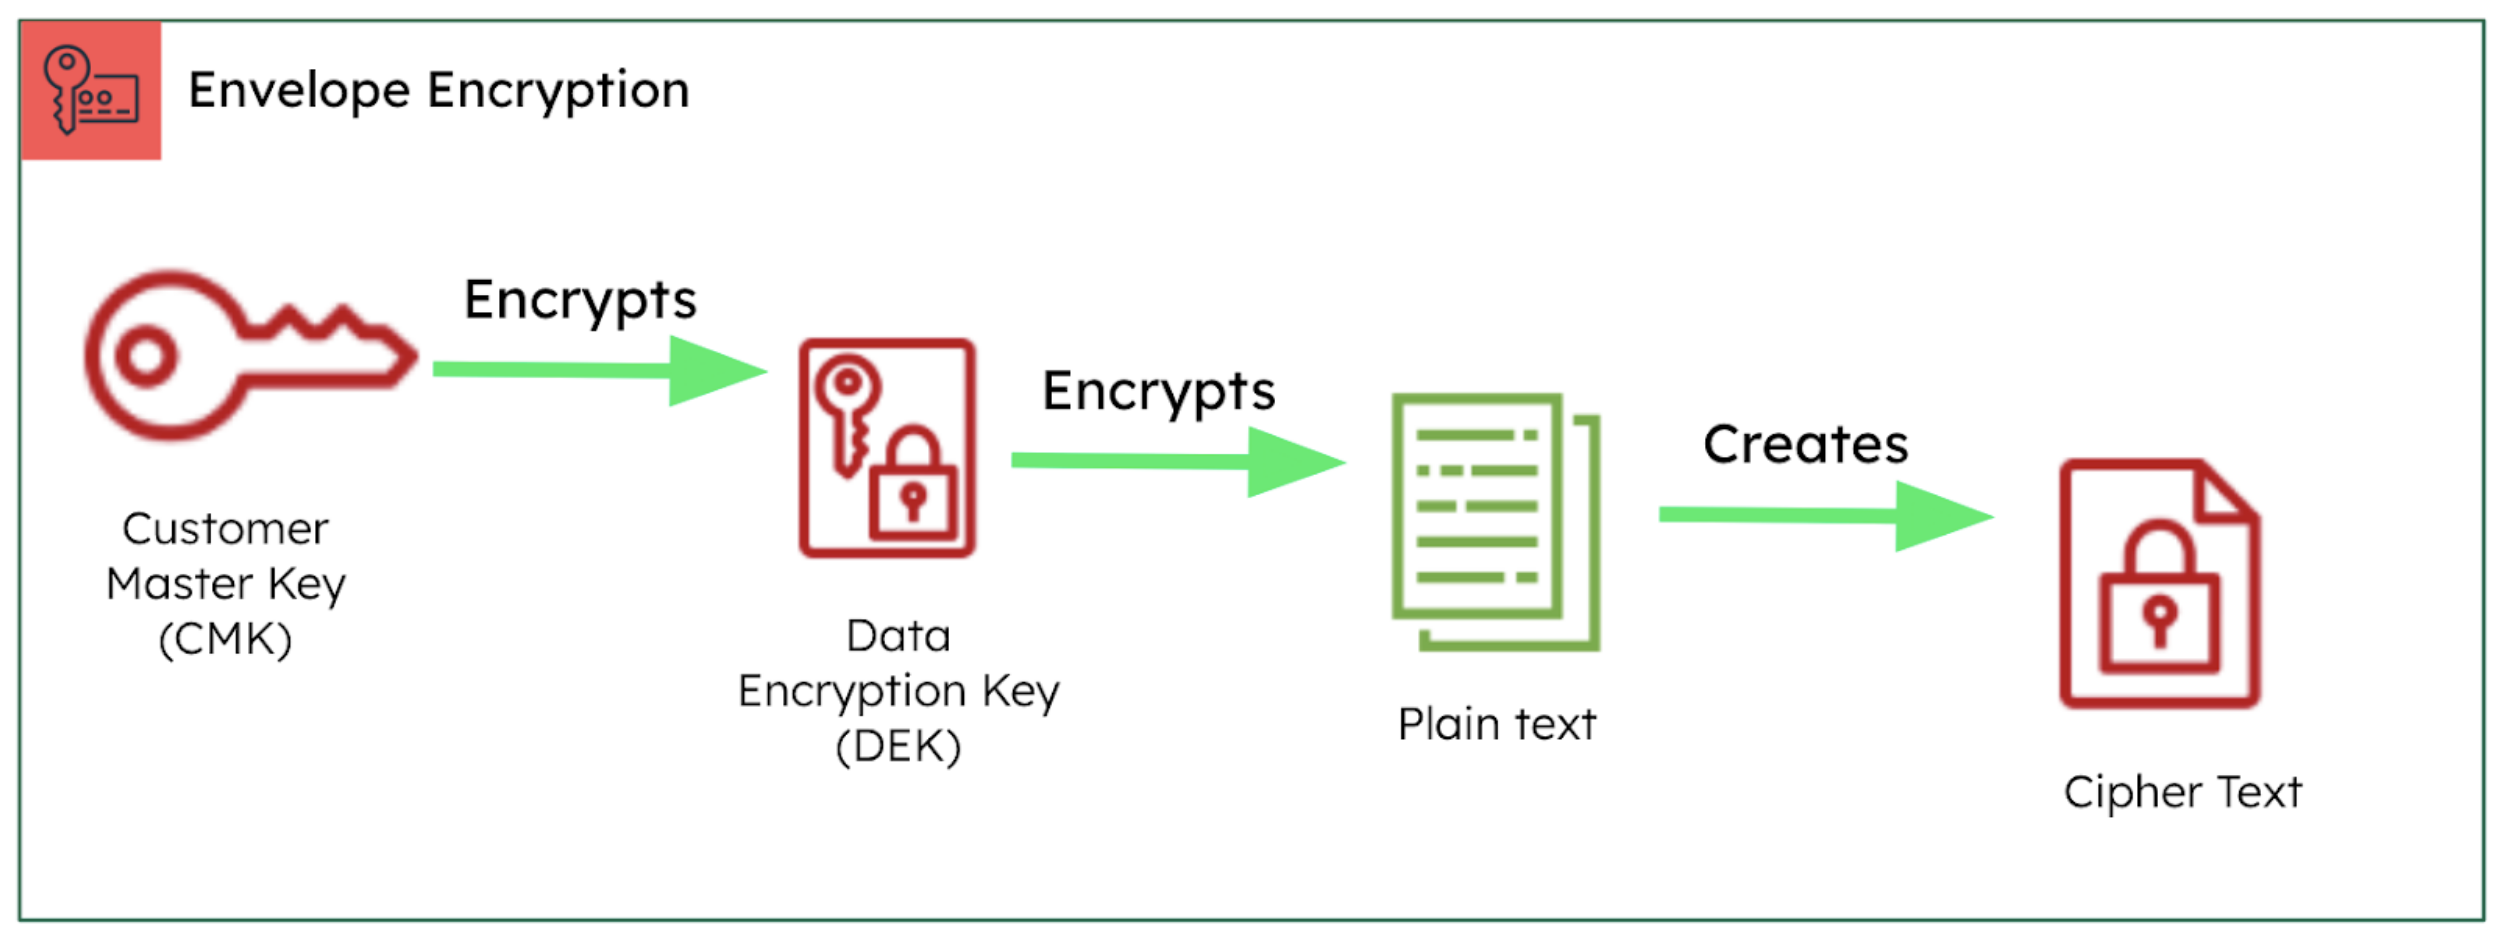 Envelope Encryption
Encrypts
Customer
Master Key
(CMK)
Encrypts
Data
Encryption Key
(DEK)
Creates
Plain text
Cipher Text